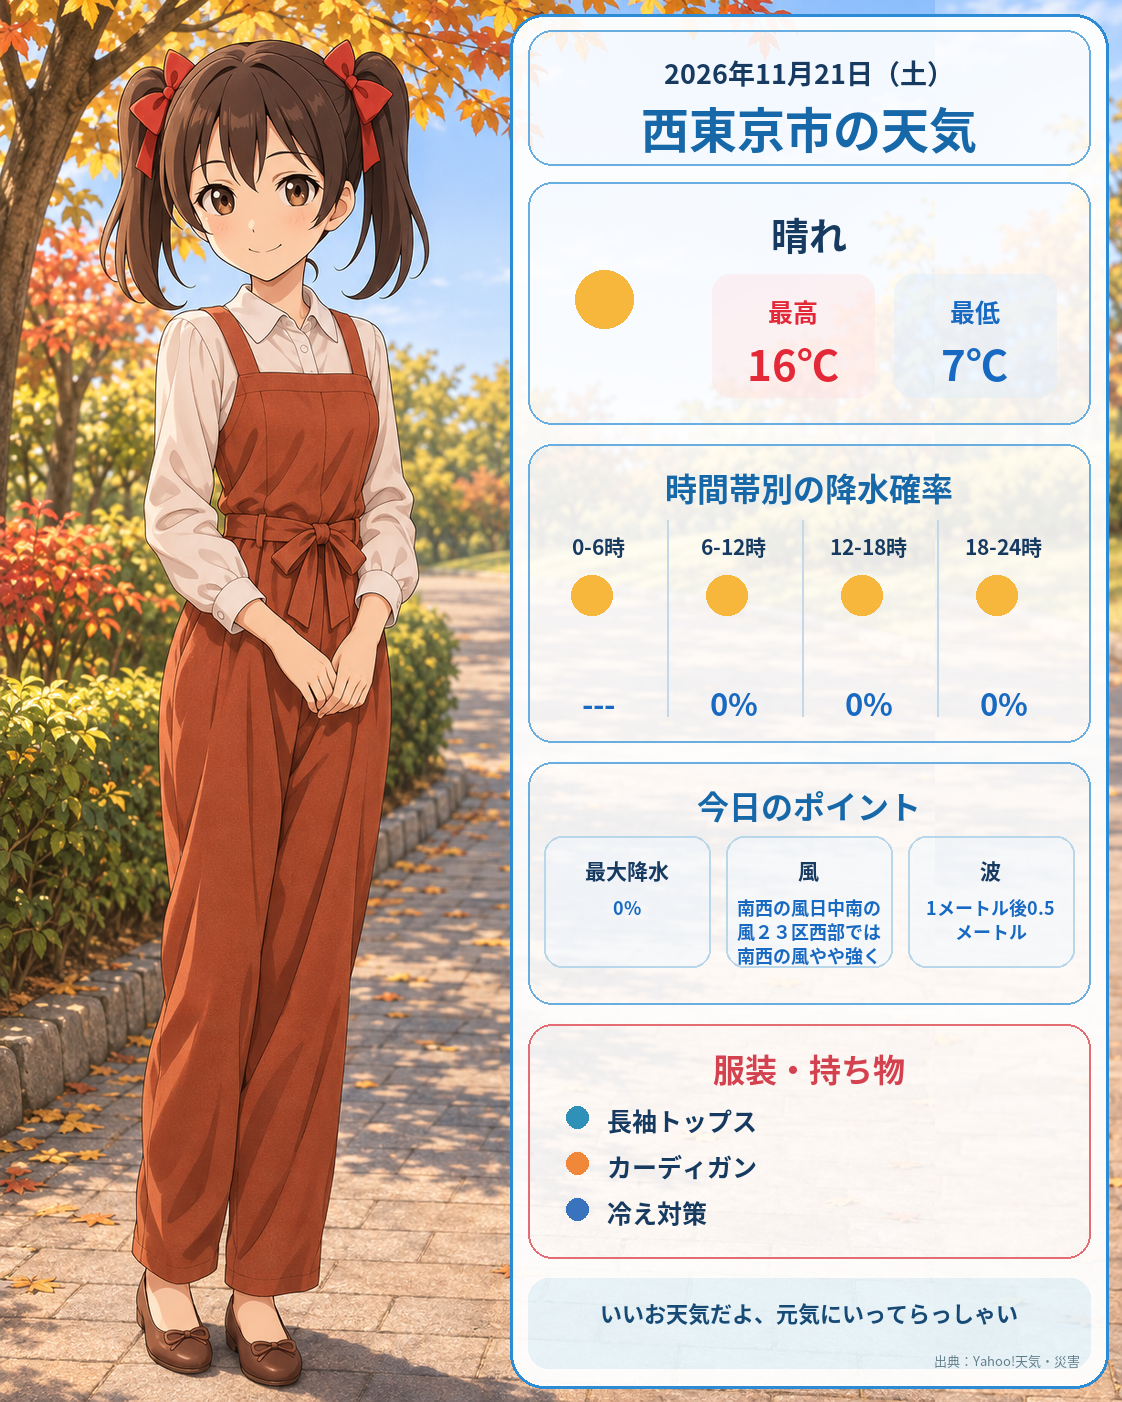 2026年11月21日（土）
西東京市の天気
晴れ
最高
16℃
最低
7℃
時間帯別の降水確率
0-6時
6-12時
12-18時
18-24時
---
0%
0%
0%
今日のポイント
最大降水
0%
風
南西の風日中南の
風２３区西部では
南西の風やや強く
波
1メートル後0.5
メートル
服装・持ち物
長袖トップス
カーディガン
冷え対策
いいお天気だよ、元気にいってらっしゃい
出典：Yahoo!天気・災害